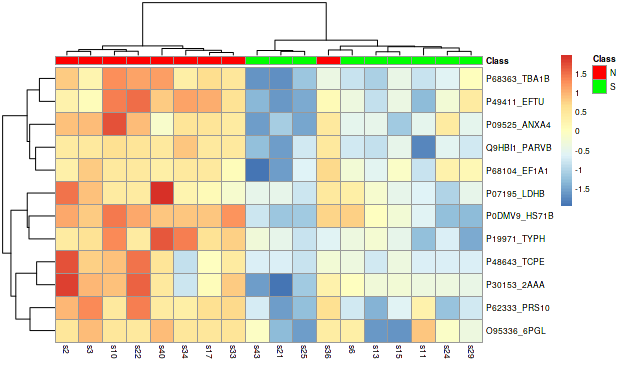 Class
P68363_TBA1B
P49411_EFTU
P09525_ANXA4
Q9HBI1_PARVB
P68104_EF1A1
P07195_LDHB
P0DMV9_HS71B
P19971_TYPH
P48643_TCPE
P30153_2AAA
P62333_PRS10
O95336_6PGL
s2 s3 s10 s22 s40 s34 s17 s33 s43 s21 s25 s36 s6 s13 s15 s11 s24 s29
1.5
1
0.5
0
-0.5
-1
-1.5
Class
N
S